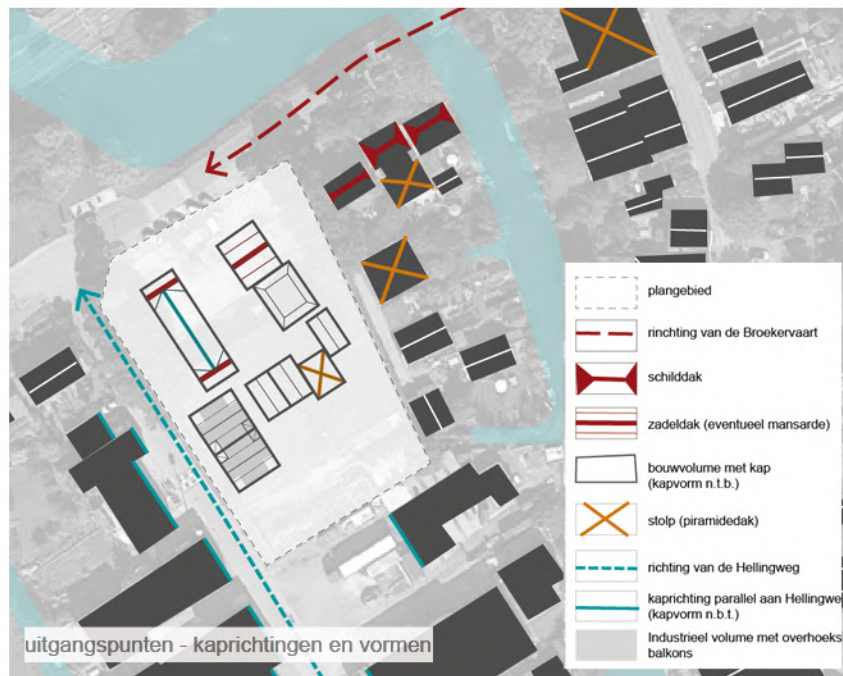 plangebied
rinchting van de Broekervaart
schilddak
zadeldak (eventueel mansarde)
bouwvolume met kap
(kapvorm n.t.b.)
stolp (piramidedak)
richting van de Hellingweg
kaprichting parallel aan Hellingwe
(kapvorm n.b.t.)
Industrieel volume met overhoeks
balkons
uitgangspunten - kaprichtingen en vormen